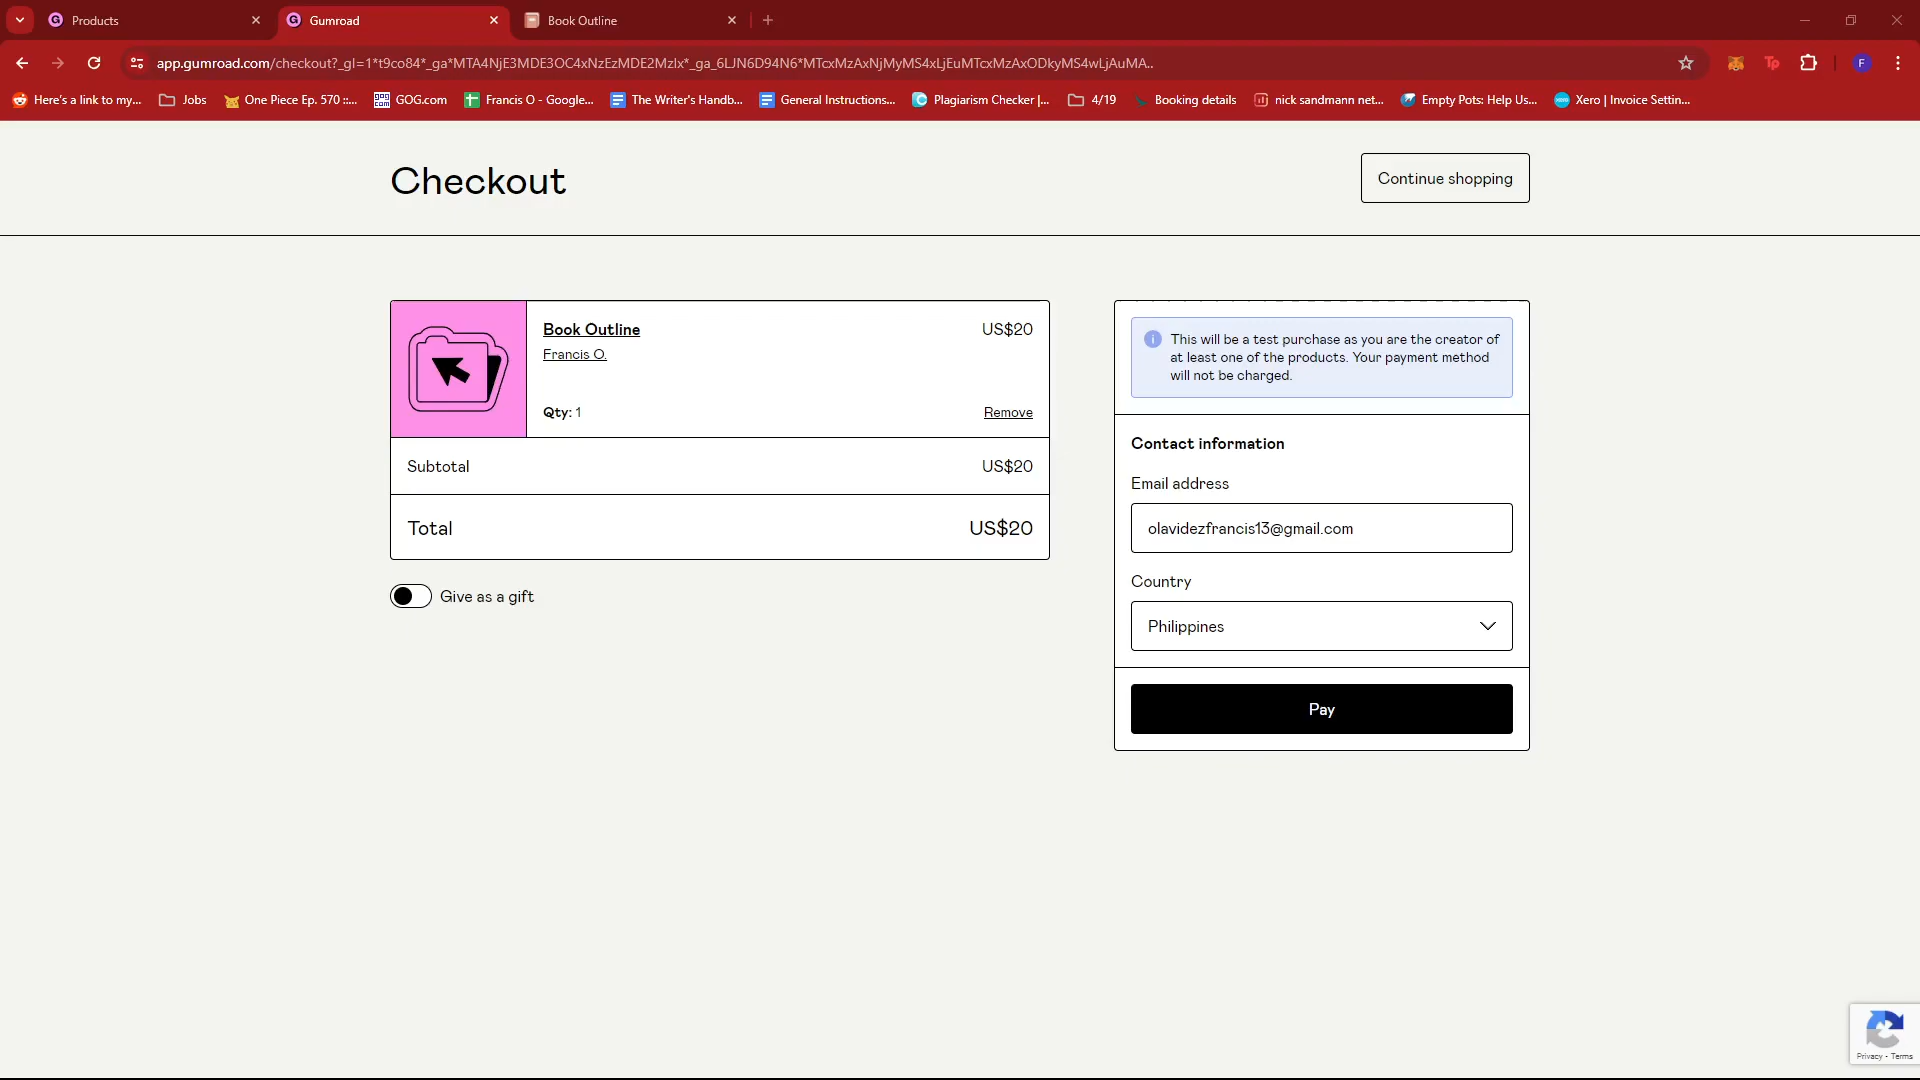 Products
Gumroad
Book Outline
app.gumroad.com/checkout?_gl=1*t9co84*_ga*MTA4NjE3MDE3OC4xNzEzMDE2MzIx*_ga_6LJN6D94N6*MTcxMzAxNjMyMS4xLjEuMTcxMzAxODkyMS4wLjAuMA..
F
Here's a link to my...
Jobs
One Piece Ep. 570 ::...
GOG.com
Francis O - Google...
The Writer's Handb...
General Instructions...
Plagiarism Checker |...
4/19
Booking details
nick sandmann net...
Empty Pots: Help Us...
Xero | Invoice Settin...
Checkout
Continue shopping
Book Outline
US$20
Francis O.
Qty: 1
Remove
Subtotal
US$20
Total
US$20
Give as a gift
This will be a test purchase as you are the creator of
at least one of the products. Your payment method
will not be charged.
Contact information
Email address
olavidezfrancis13@gmail.com
Country
Philippines
Pay
Privacy - Terms